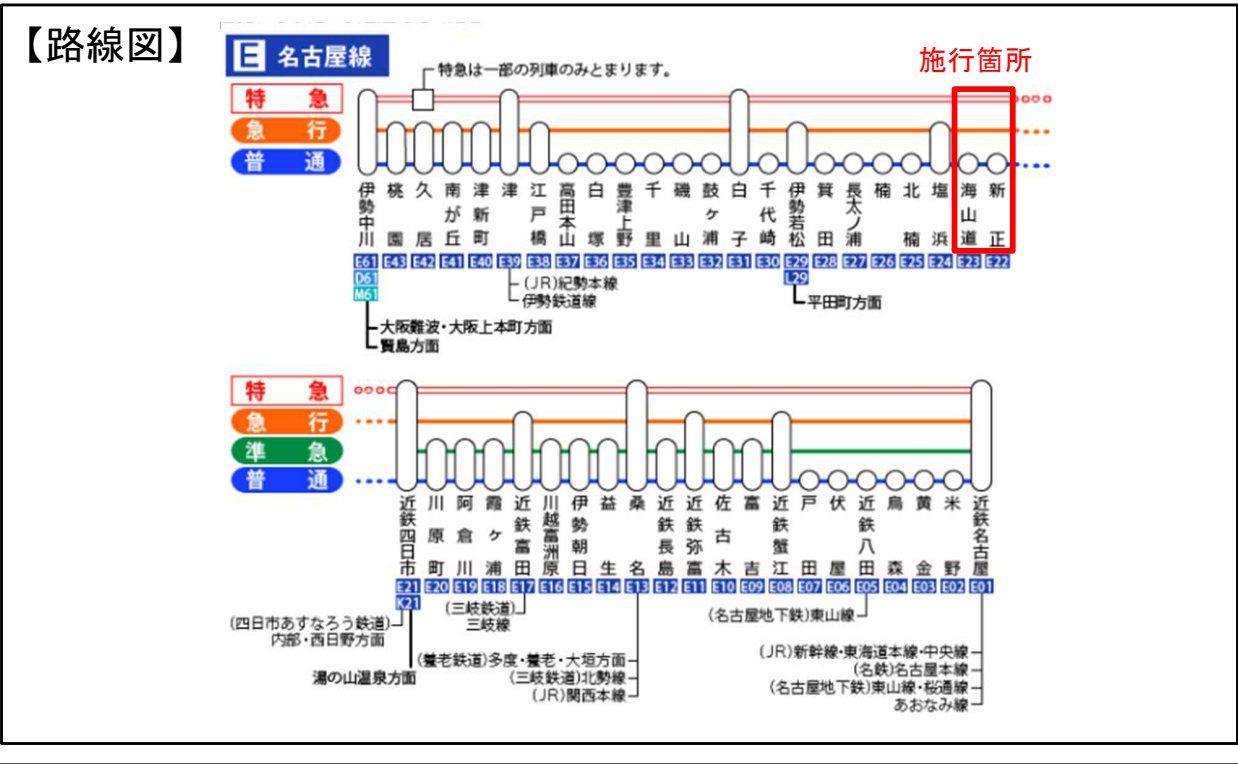 【路線図】
E 名古屋線
特急は一部の列車のみとまります。
施行箇所
特急
急行
普通
伊勢中川
桃園
久居
南が丘
津新町
津
江戸橋
高田本山
白塚
豊津上野
千里
磯山
鼓ヶ浦
白子
千代崎
伊勢若松
箕田
長太ノ浦
楠
北楠
塩浜
海山道
新正
E61 E43 E42 E41 E40 E39 E38 E37 E36 E35 E34 E33 E32 E31 E30 E29 E28 E27 E26 E25 E24 E23 E22
D61
M61
L29
(JR)紀勢本線
伊勢鉄道線
平田町方面
大阪難波・大阪上本町方面
賢島方面
特急
急行
準急
普通
近鉄四日市
川原町
阿倉川
霞ヶ浦
近鉄富田
川越富洲原
伊勢朝日
益生
桑名
近鉄長島
近鉄弥富
佐古木
富吉
近鉄蟹江
戸田
伏屋
近鉄八田
烏森
黄金
米野
近鉄名古屋
E21 E20 E19 E18 E17 E16 E15 E14 E13 E12 E11 E10 E09 E08 E07 E06 E05 E04 E03 E02 E01
K21
(四日市あすなろう鉄道)
内部・西日野方面
湯の山温泉方面
(三岐鉄道)
三岐線
(養老鉄道)多度・養老・大垣方面
(三岐鉄道)北勢線
(JR)関西本線
(名古屋地下鉄)東山線
(JR)新幹線・東海道本線・中央線
(名鉄)名古屋本線
(名古屋地下鉄)東山線・桜通線
あおなみ線